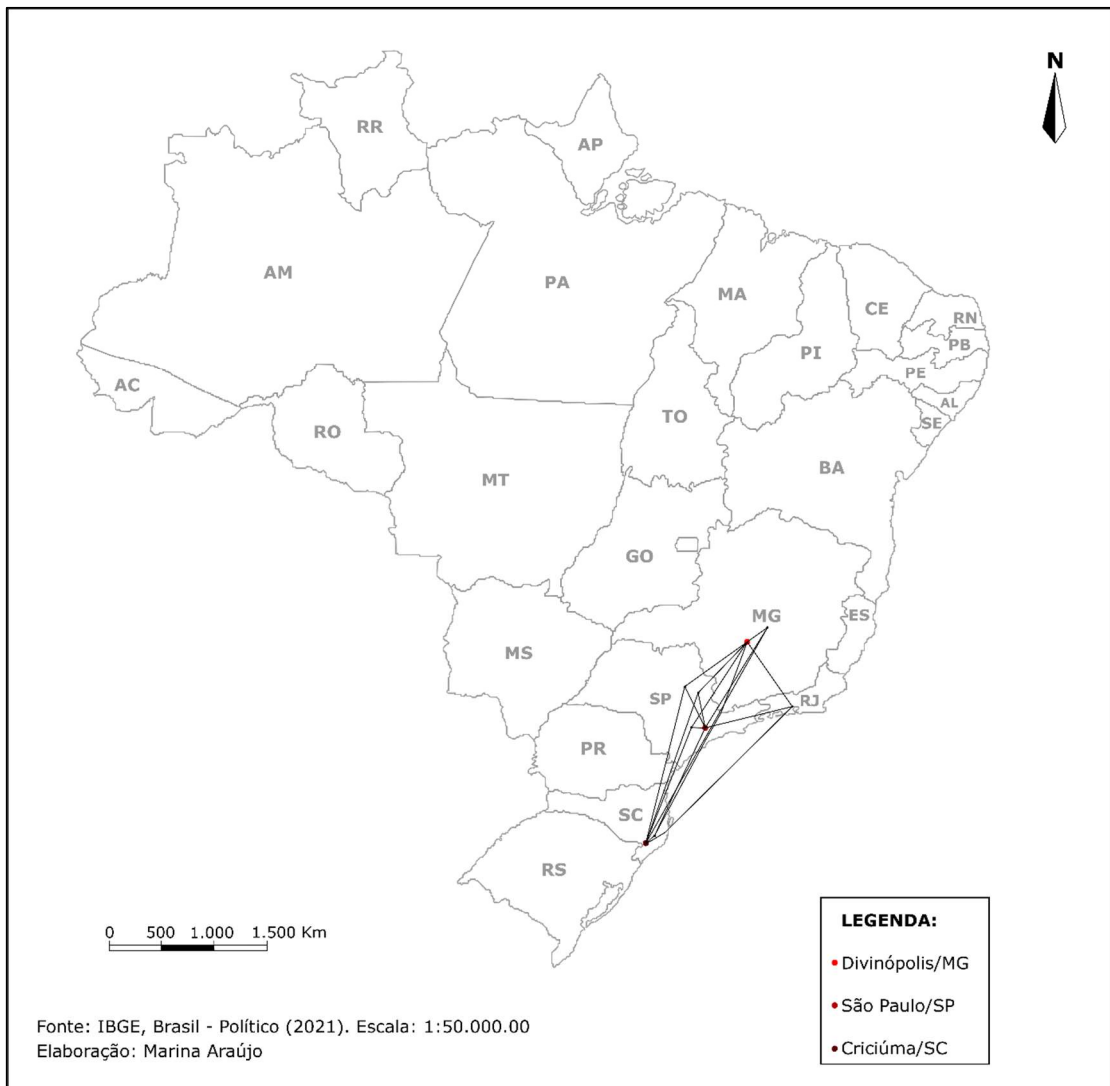 N
RR
AP
AM
PA
MA
CE
RN
PB
PI
PE
AC
AL
SE
TO
RO
BA
MT
GO
MG
ES
MS
SP
RJ
PR
SC
RS
0 500 1.000 1.500 Km
LEGENDA:
Divinópolis/MG
São Paulo/SP
Criciúma/SC
Fonte: IBGE, Brasil - Político (2021). Escala: 1:50.000.00
Elaboração: Marina Araújo